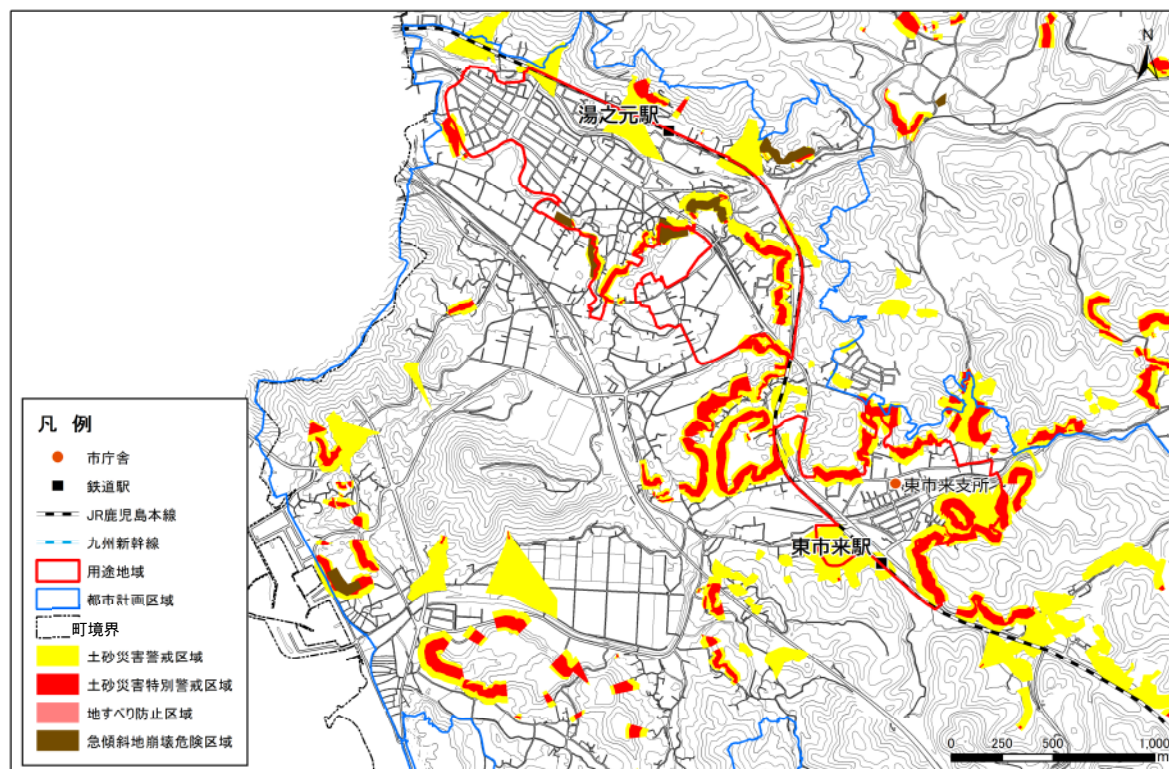 N
湯之元駅
東市来支所
東市来駅
凡 例
市庁舎
鉄道駅
JR鹿児島本線
九州新幹線
用途地域
都市計画区域
町境界
土砂災害警戒区域
土砂災害特別警戒区域
地すべり防止区域
急傾斜地崩壊危険区域
0 250 500 1,000
m